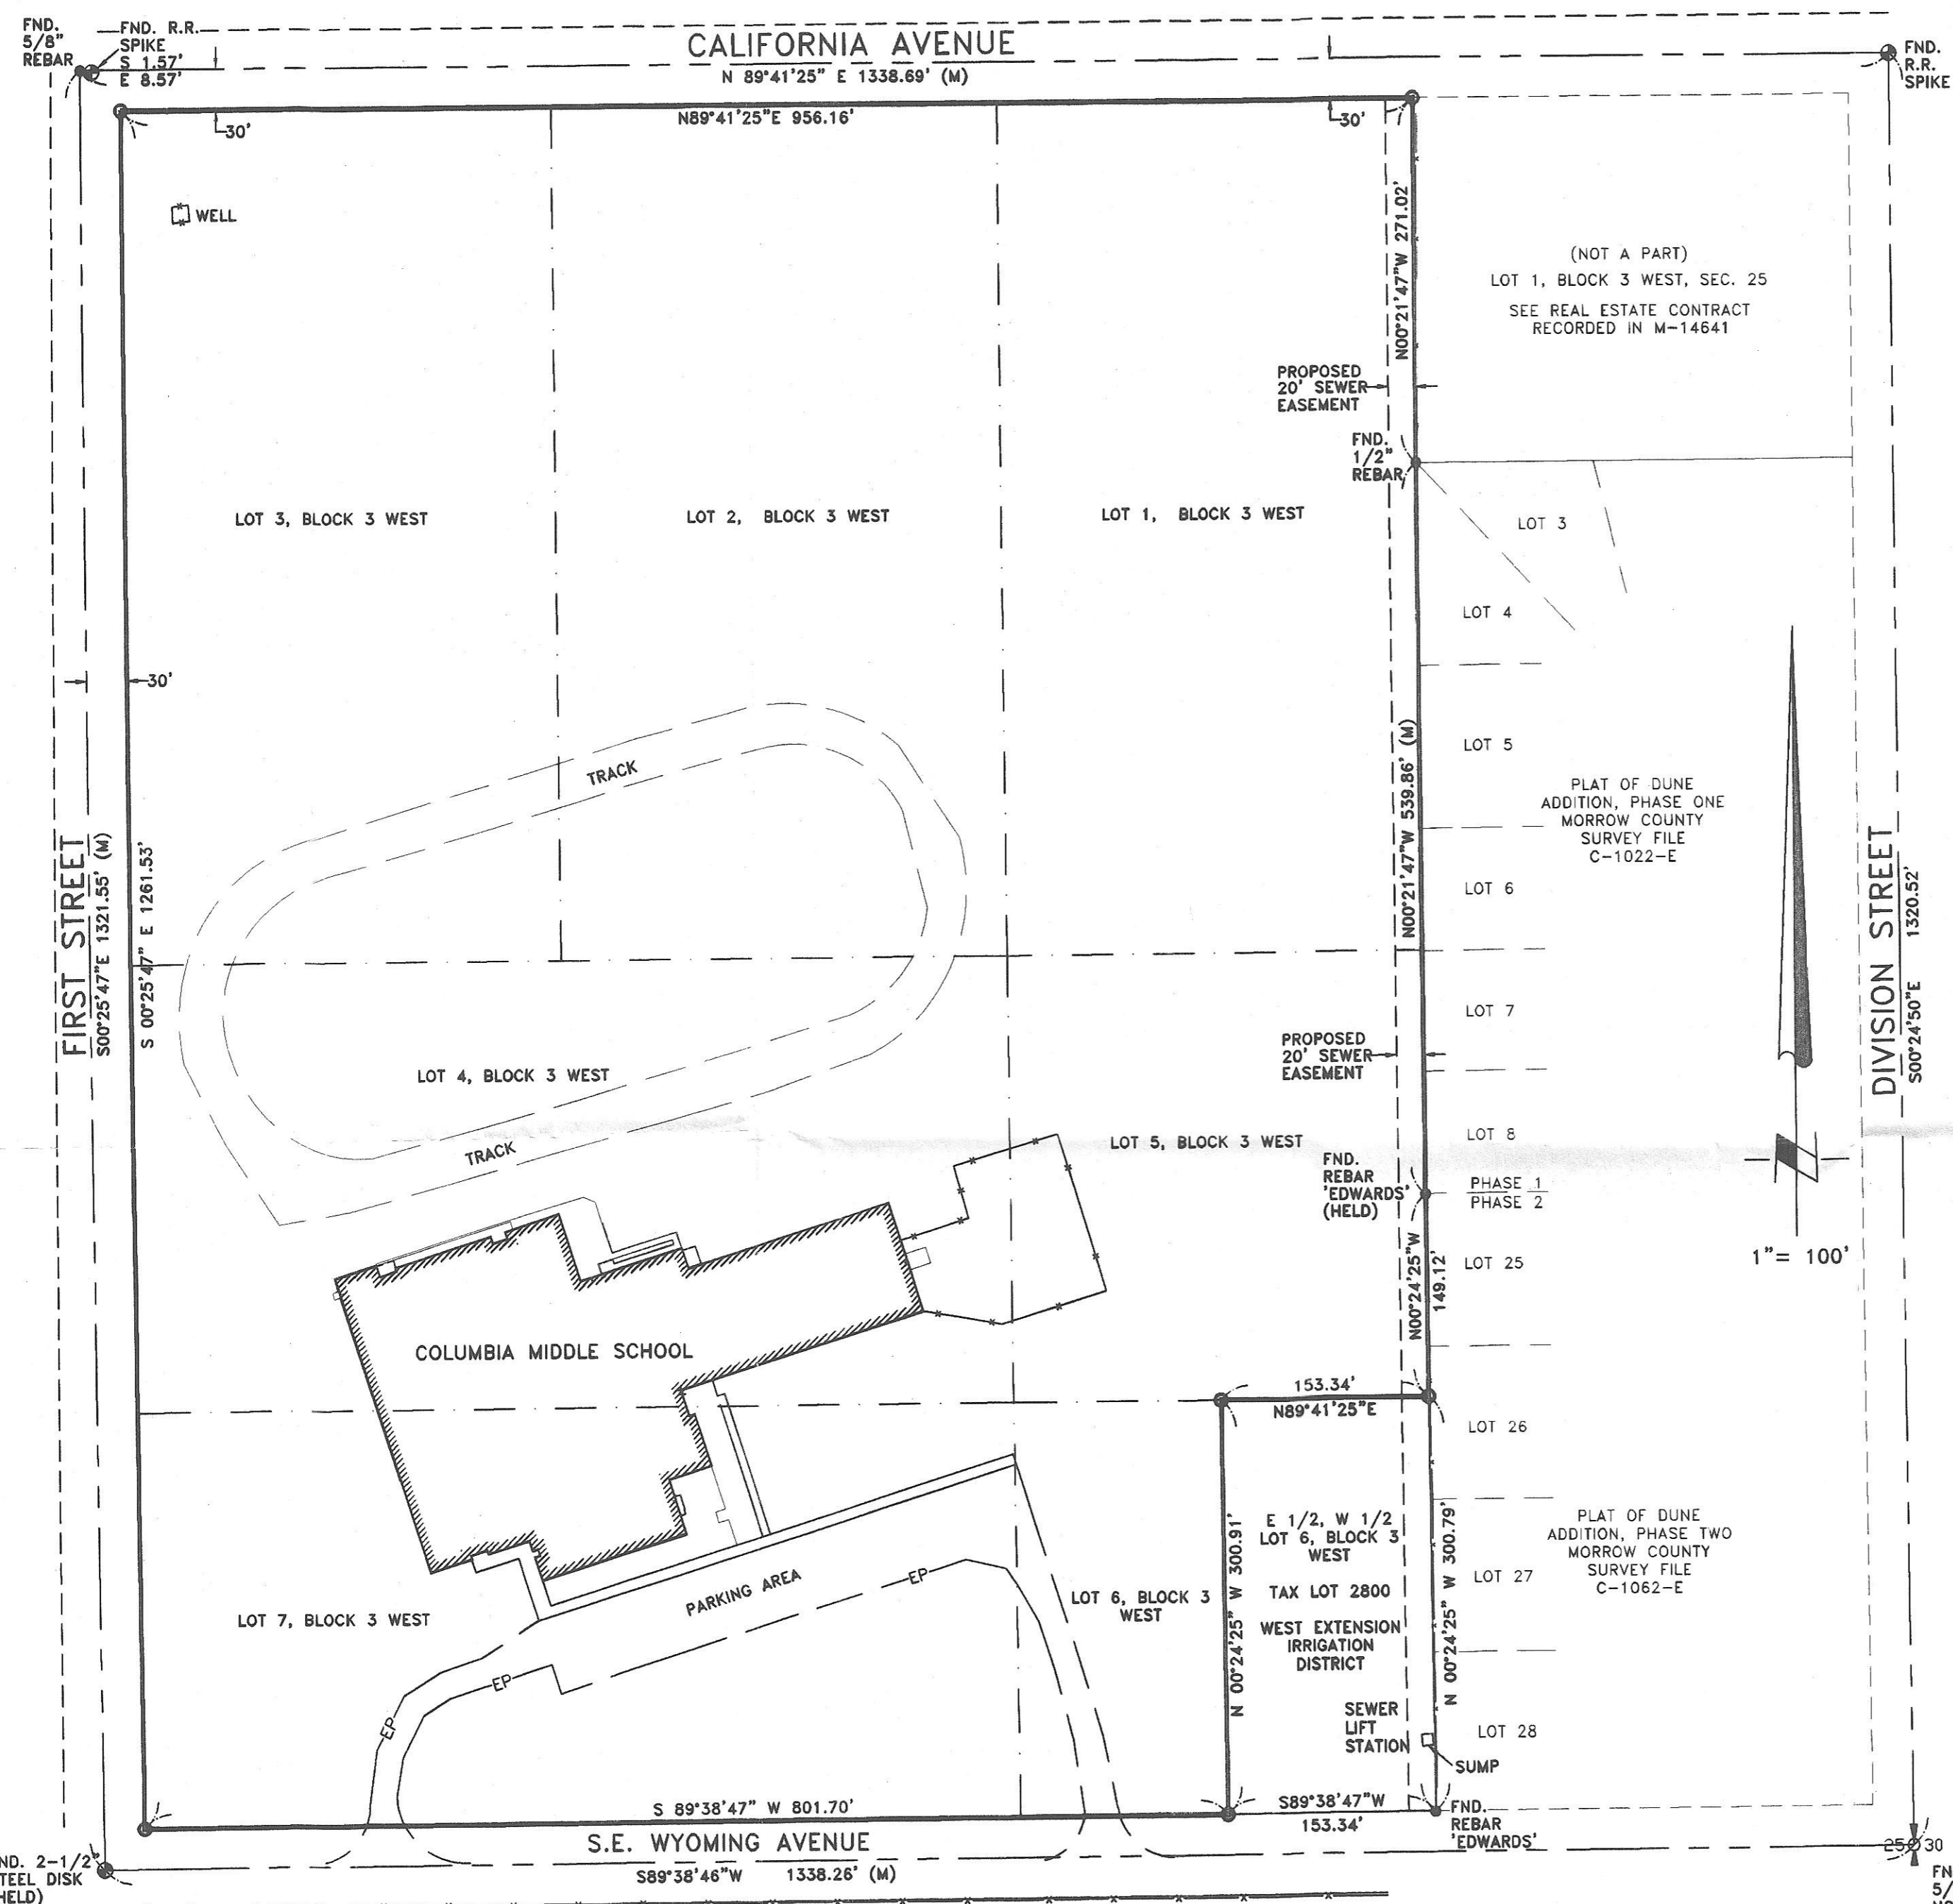 FND.
5/8"
REBAR
FND. R.R.
SPIKE
S 1.57'
E 8.57'
CALIFORNIA AVENUE
N 89°41'25" E 1338.69' (M)
FND.
R.R.
SPIKE
N89°41'25"E 956.16'
30'
30'
WELL
N00°21'47"W 271.02'
(NOT A PART)
LOT 1, BLOCK 3 WEST, SEC. 25
SEE REAL ESTATE CONTRACT
RECORDED IN M-14641
PROPOSED
20' SEWER
EASEMENT
FND.
1/2"
REBAR
LOT 3, BLOCK 3 WEST
LOT 2, BLOCK 3 WEST
LOT 1, BLOCK 3 WEST
LOT 3
LOT 4
30'
TRACK
N00°21'47"W 539.86' (M)
LOT 5
PLAT OF DUNE
ADDITION, PHASE ONE
MORROW COUNTY
SURVEY FILE
C-1022-E
LOT 6
FIRST STREET
S00°25'47"E 1321.55' (M)
S 00°25'47" E 1261.53'
DIVISION STREET
S00°24'50"E 1320.52'
LOT 7
PROPOSED
20' SEWER
EASEMENT
LOT 4, BLOCK 3 WEST
TRACK
LOT 5, BLOCK 3 WEST
LOT 8
FND.
REBAR
'EDWARDS'
(HELD)
PHASE 1
PHASE 2
N00°24'25"W
149.12'
LOT 25
1"= 100'
COLUMBIA MIDDLE SCHOOL
153.34'
N89°41'25"E
LOT 26
E 1/2, W 1/2
LOT 6, BLOCK 3
WEST
TAX LOT 2800
WEST EXTENSION
IRRIGATION
DISTRICT
N 00°24'25" W 300.91'
N 00°24'25" W 300.79'
PLAT OF DUNE
ADDITION, PHASE TWO
MORROW COUNTY
SURVEY FILE
C-1062-E
LOT 27
PARKING AREA
EP
LOT 6, BLOCK 3
WEST
LOT 7, BLOCK 3 WEST
EP
EP
SEWER
LIFT
STATION
LOT 28
SUMP
S 89°38'47" W 801.70'
S89°38'47"W
153.34'
FND.
REBAR
'EDWARDS'
S.E. WYOMING AVENUE
S89°38'46"W 1338.26' (M)
25 30
ND. 2-1/2"
TEEL DISK
HELD)
FN
5/